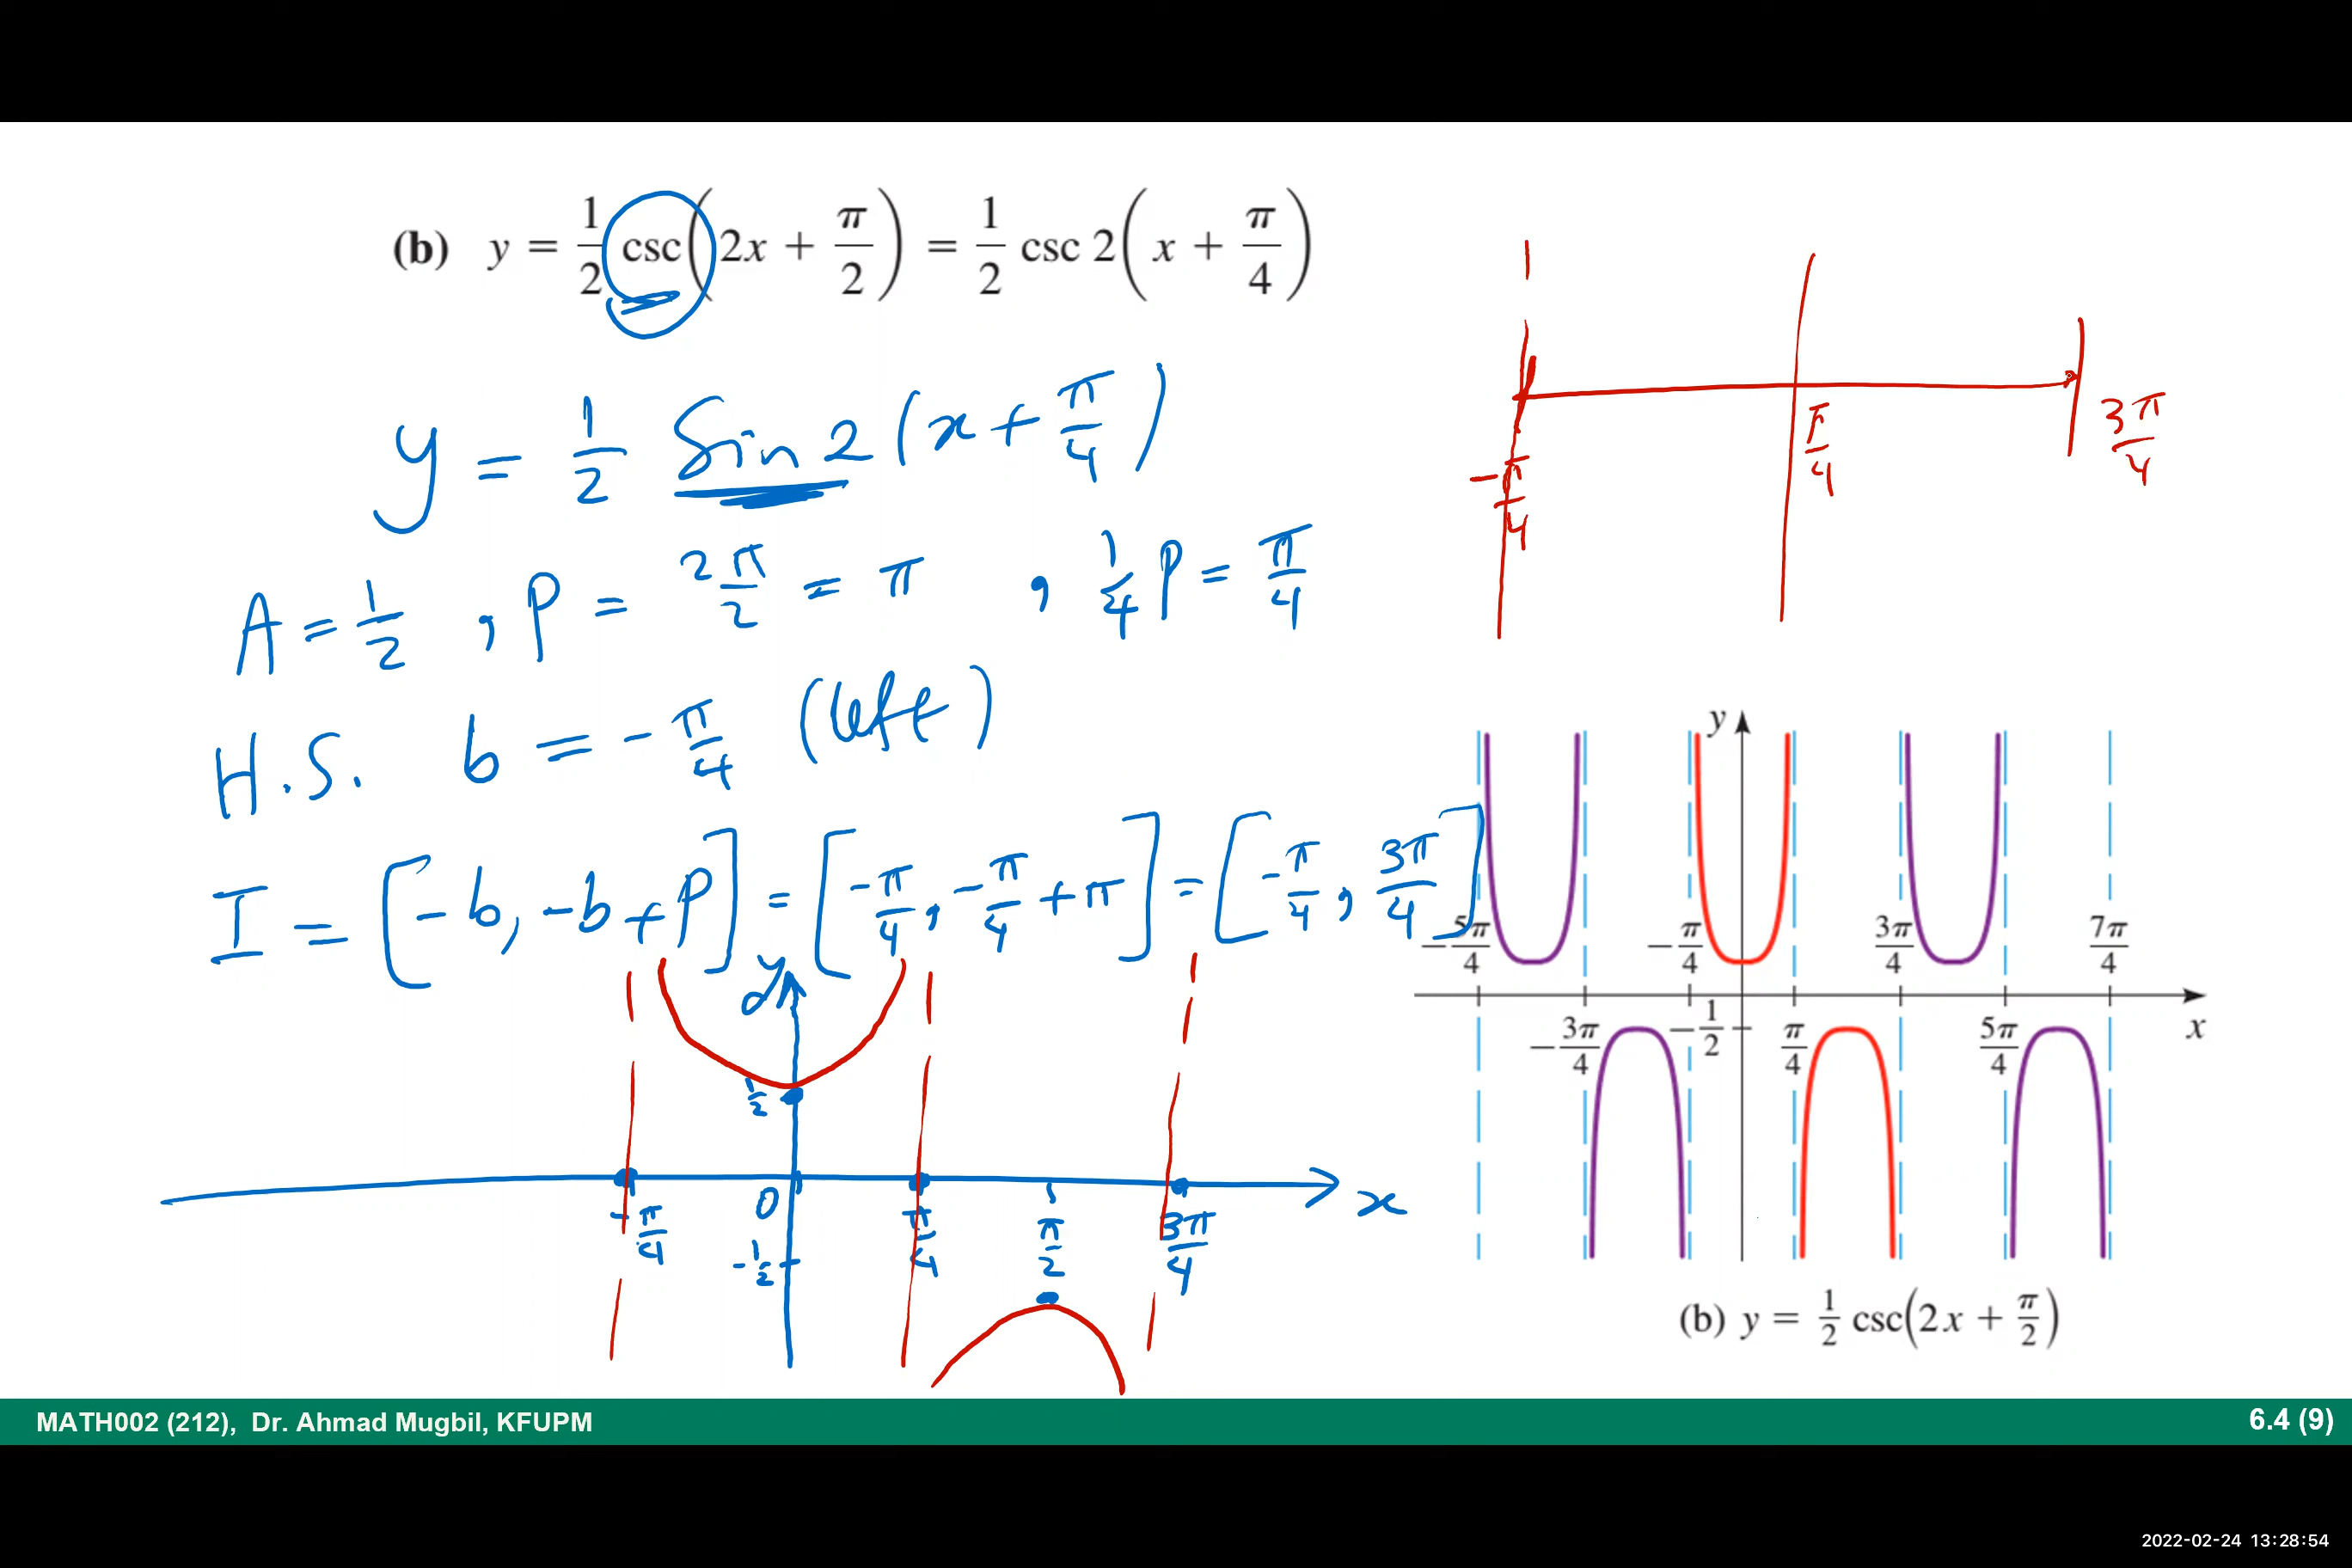 (b) y = 1/2 csc(2x + π/2) = 1/2 csc 2(x + π/4)
y = 1/2 Sin 2 (x + π/4)
A = 1/2 , P = 2π/2 = π , 1/4 P = π/4
H.S. b = -π/4 (left)
I = [-b, -b+P] = [-π/4, -π/4 + π] = [-π/4, 3π/4]
y
1/2
0
-1/2
-π/4
π/4
π/2
3π/4
x
-π/4
π/4
3π/4
y
-5π/4
-π/4
3π/4
7π/4
-3π/4
-1/2
π/4
5π/4
x
(b) y = 1/2 csc(2x + π/2)
MATH002 (212), Dr. Ahmad Mugbil, KFUPM
6.4 (9)
2022-02-24 13:28:54